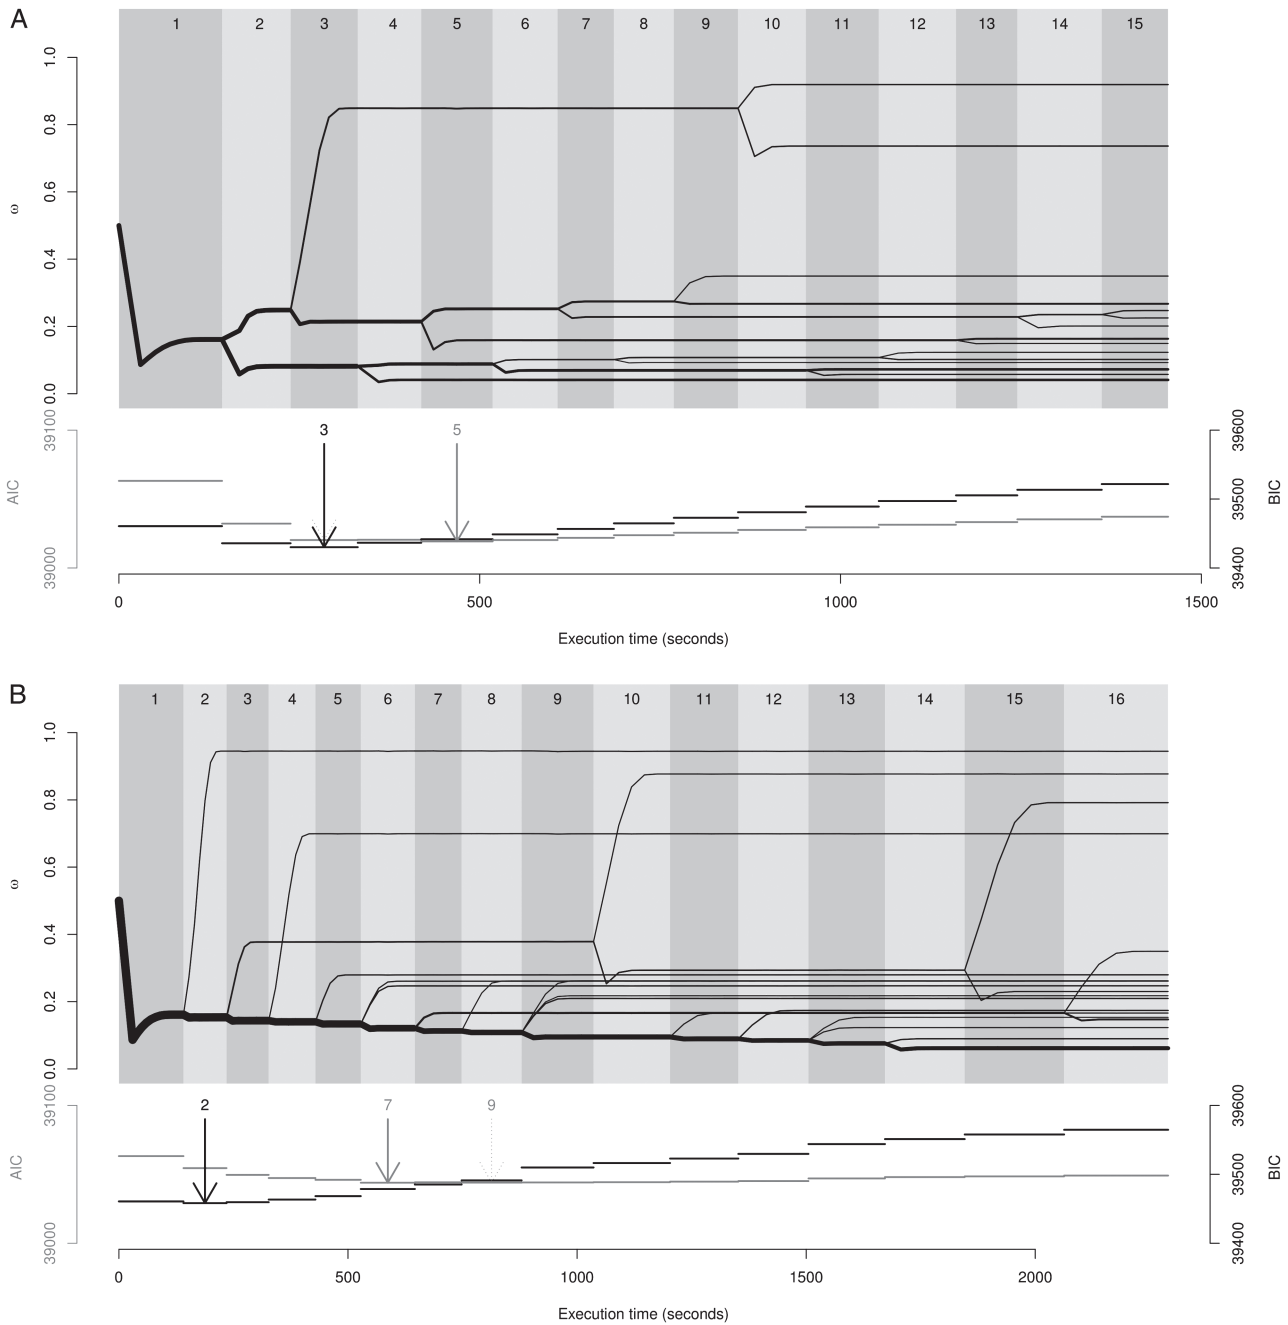 A
1 2 3 4 5 6 7 8 9 10 11 12 13 14 15
1.0
0.8
0.6
0.4
0.2
0.0
ω
3 5
39100
39000
AIC
39600
39500
39400
BIC
0 500 1000 1500
Execution time (seconds)
B
1 2 3 4 5 6 7 8 9 10 11 12 13 14 15 16
1.0
0.8
0.6
0.4
0.2
0.0
ω
2 7 9
39100
39000
AIC
39600
39500
39400
BIC
0 500 1000 1500 2000
Execution time (seconds)